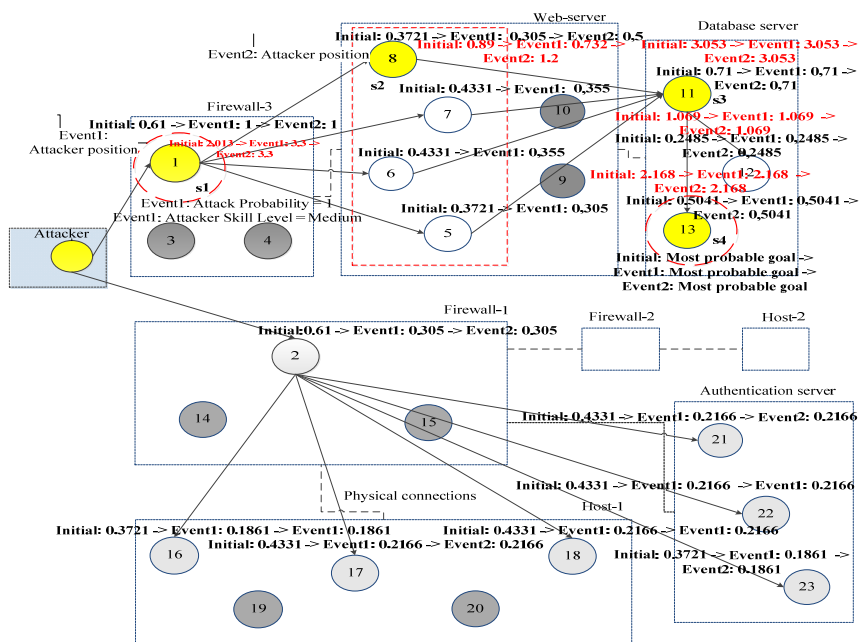 Web-server
Database server
Initial: 0.3721 -> Event1: 0,305 -> Event2: 0,5
Initial: 0.89 -> Event1: 0.732 ->
Event2: 1.2
Initial: 3.053 -> Event1: 3.053 ->
Event2: 3.053
Event2: Attacker position
8
s2
Initial: 0.71 -> Event1: 0,71 ->
Event2: 0,71
11
s3
Initial: 0.4331 -> Event1: 0,355
7
10
Firewall-3
Initial: 0.61 -> Event1: 1 -> Event2: 1
Event1:
Attacker position
Initial: 2.013 -> Event1: 3.3 ->
Event2: 3.3
1
s1
Initial: 1.069 -> Event1: 1.069 ->
Event2: 1.069
Initial: 0.2485 -> Event1: 0,2485
-> Event2: 0,2485
12
Initial: 0.4331 -> Event1: 0,355
6
9
Initial: 2.168 -> Event1: 2.168 ->
Event2: 2.168
Event1: Attack Probability = 1
Event1: Attacker Skill Level = Medium
Initial: 0.3721 -> Event1: 0,305
5
Initial: 0.5041 -> Event1: 0,5041
-> Event2: 0,5041
13
s4
3
4
Attacker
Initial: Most probable goal ->
Event1: Most probable goal ->
Event2: Most probable goal
Firewall-1
Firewall-2
Host-2
Initial:0.61 -> Event1: 0,305 -> Event2: 0,305
2
Authentication server
14
15
Initial: 0.4331 -> Event1: 0.2166 -> Event2: 0.2166
21
Initial: 0.4331 -> Event1: 0.2166 -> Event1: 0.2166
22
Physical connections
Host-1
Initial: 0.3721 -> Event1: 0.1861 -> Event1: 0.1861
Initial: 0.4331 -> Event1: 0.2166 -> Event1: 0.2166
Initial: 0.4331 -> Event1: 0.2166 -> Event2: 0.2166
16
17
18
Initial: 0.3721 -> Event1: 0.1861
-> Event2: 0.1861
23
19
20